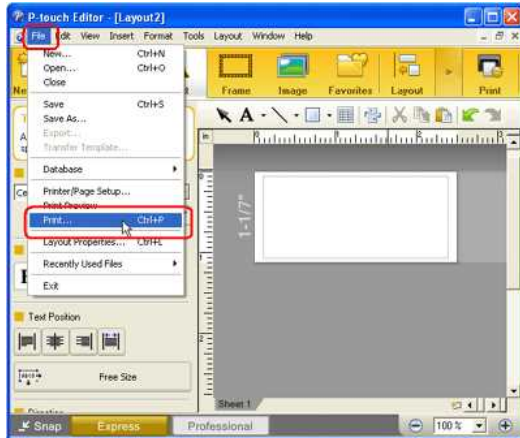 P-touch Editor - [Layout2]
File Edit View Insert Format Tools Layout Window Help
New... Ctrl+N
Open... Ctrl+O
Close
Save Ctrl+S
Save As...
Export...
Transfer Template...
Database
Printer/Page Setup...
Print Preview
Print... Ctrl+P
Layout Properties... Ctrl+L
Recently Used Files
Exit
Frame Image Favorites Layout Print
A
in
1-1/7"
Text Position
Free Size
Direction
Sheet 1
Snap Express Professional 100 %